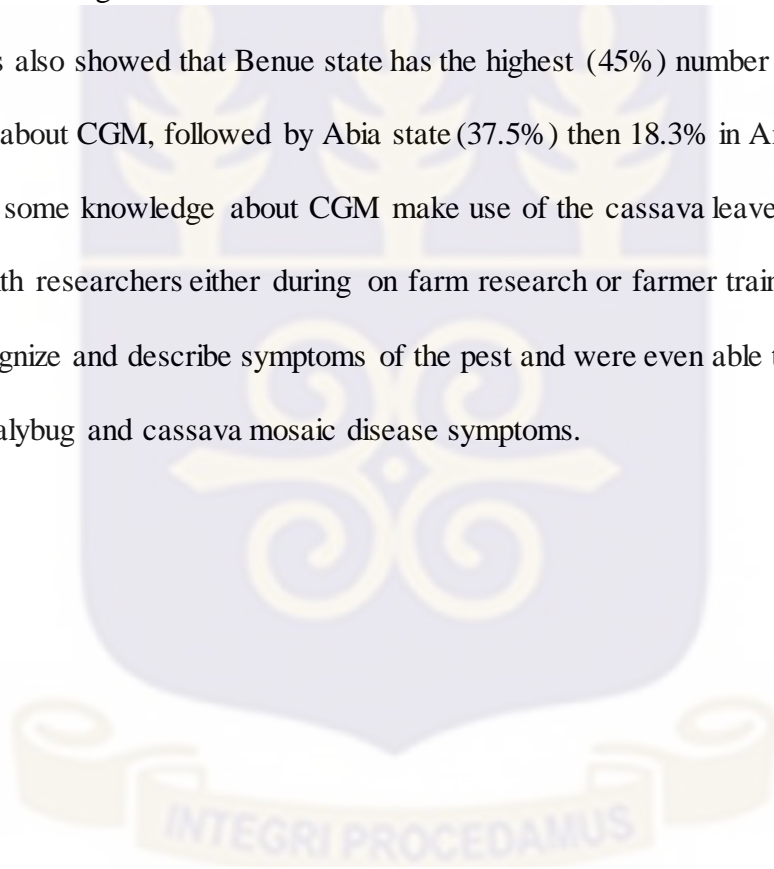 s also showed that Benue state has the highest (45%) number
about CGM, followed by Abia state (37.5%) then 18.3% in
some knowledge about CGM make use of the cassava leave
th researchers either during on farm research or farmer train
gnize and describe symptoms of the pest and were even able
alybug and cassava mosaic disease symptoms.
INTEGRI PROCEDAMUS